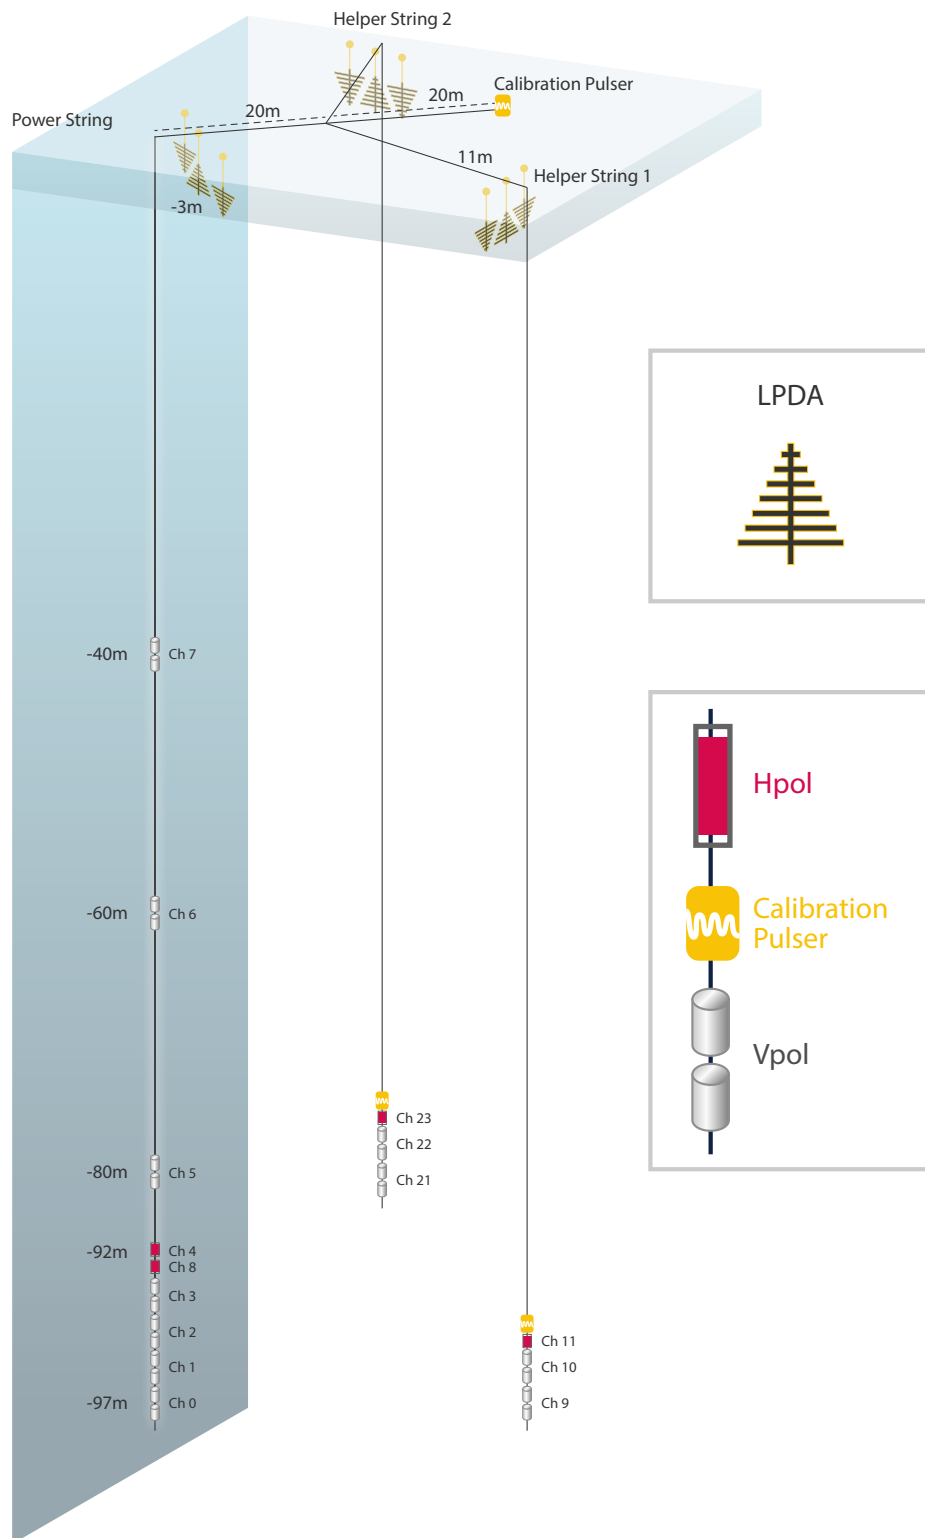 Helper String 2
Calibration Pulser
20m
20m
Power String
11m
Helper String 1
-3m
LPDA
-40m
Ch 7
Hpol
Calibration
Pulser
Vpol
-60m
Ch 6
Ch 23
Ch 22
Ch 21
-80m
Ch 5
-92m
Ch 4
Ch 8
Ch 3
Ch 2
Ch 1
-97m
Ch 0
Ch 11
Ch 10
Ch 9